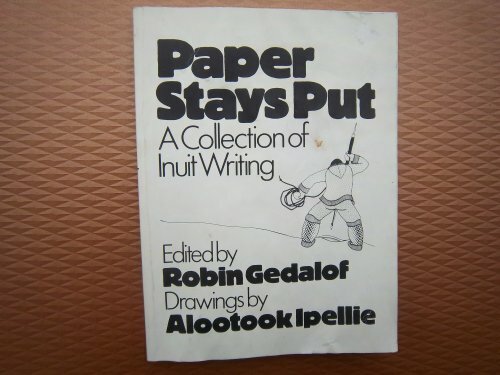 Paper
Stays Put
A Collection of
Inuit Writing
Edited by
Robin Gedalof
Drawings by
Alootook Ipellie